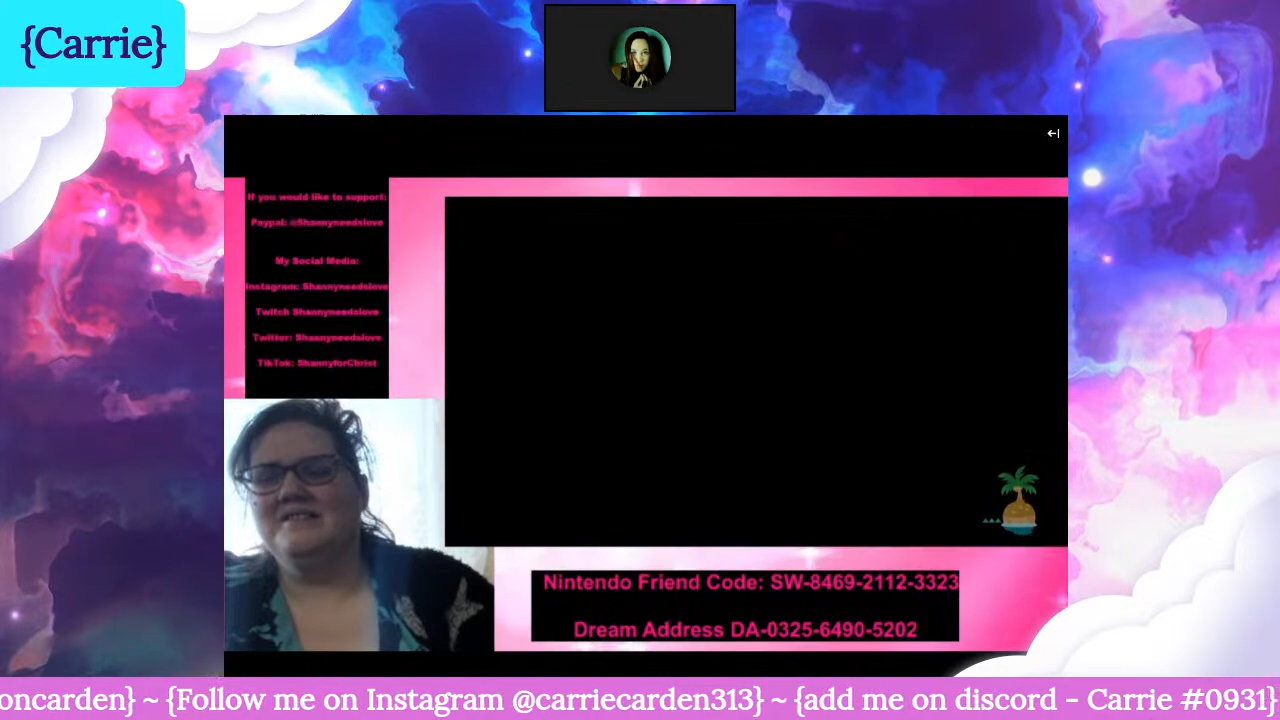 {Carrie}
If you would like to support:
Paypal: @Shannyneedslove
My Social Media:
Instagram: Shannyneedslove
Twitch Shannyneedslove
Twitter: Shannyneedslove
TikTok: ShannyforChrist
Nintendo Friend Code: SW-8469-2112-3323
Dream Address DA-0325-6490-5202
oncarden} ~ {Follow me on Instagram @carriecarden313} ~ {add me on discord - Carrie #0931}